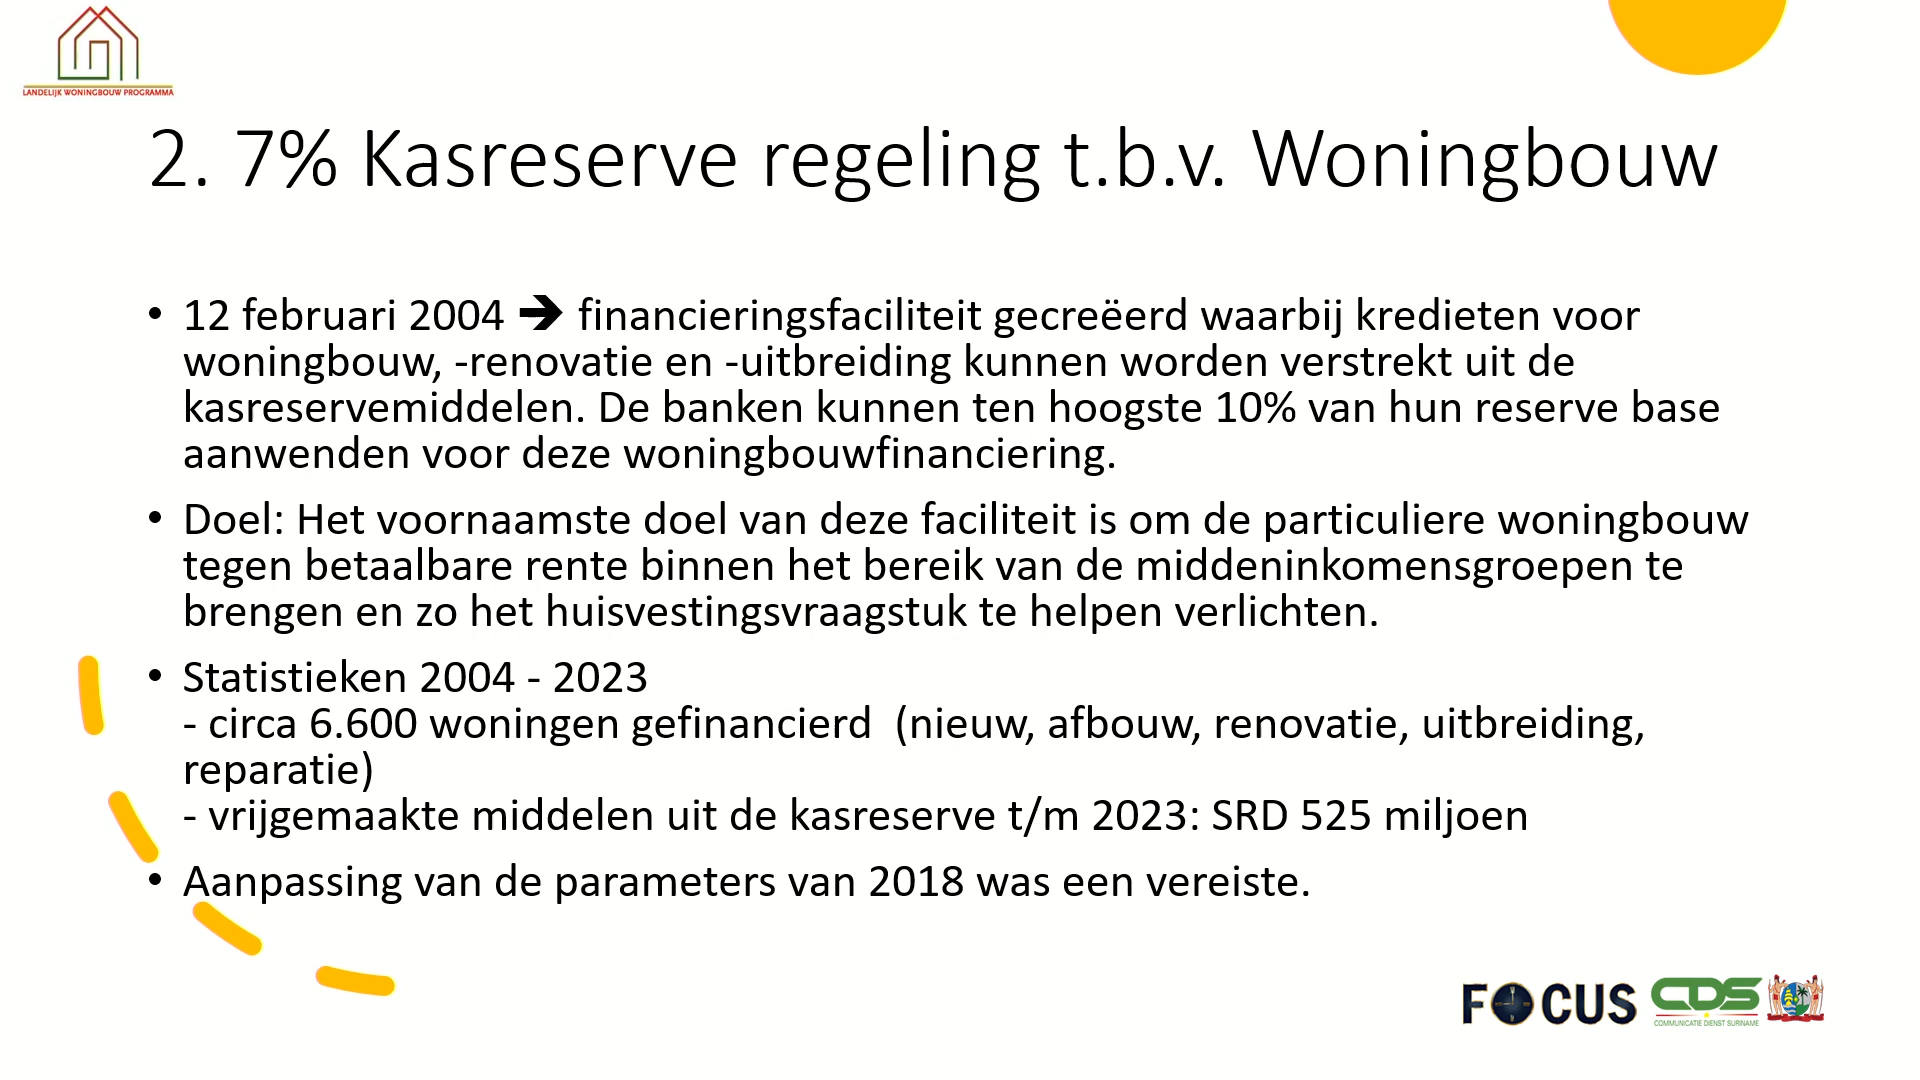 LANDELIJK WONINGBOUW PROGRAMMA
2. 7% Kasreserve regeling t.b.v. Woningbouw
• 12 februari 2004 ➔ financieringsfaciliteit gecreëerd waarbij kredieten voor
woningbouw, -renovatie en -uitbreiding kunnen worden verstrekt uit de
kasreservemiddelen. De banken kunnen ten hoogste 10% van hun reserve base
aanwenden voor deze woningbouwfinanciering.
• Doel: Het voornaamste doel van deze faciliteit is om de particuliere woningbouw
tegen betaalbare rente binnen het bereik van de middeninkomensgroepen te
brengen en zo het huisvestingsvraagstuk te helpen verlichten.
• Statistieken 2004 - 2023
- circa 6.600 woningen gefinancierd (nieuw, afbouw, renovatie, uitbreiding,
reparatie)
- vrijgemaakte middelen uit de kasreserve t/m 2023: SRD 525 miljoen
• Aanpassing van de parameters van 2018 was een vereiste.
FOCUS
CDS
COMMUNICATIE DIENST SURINAME